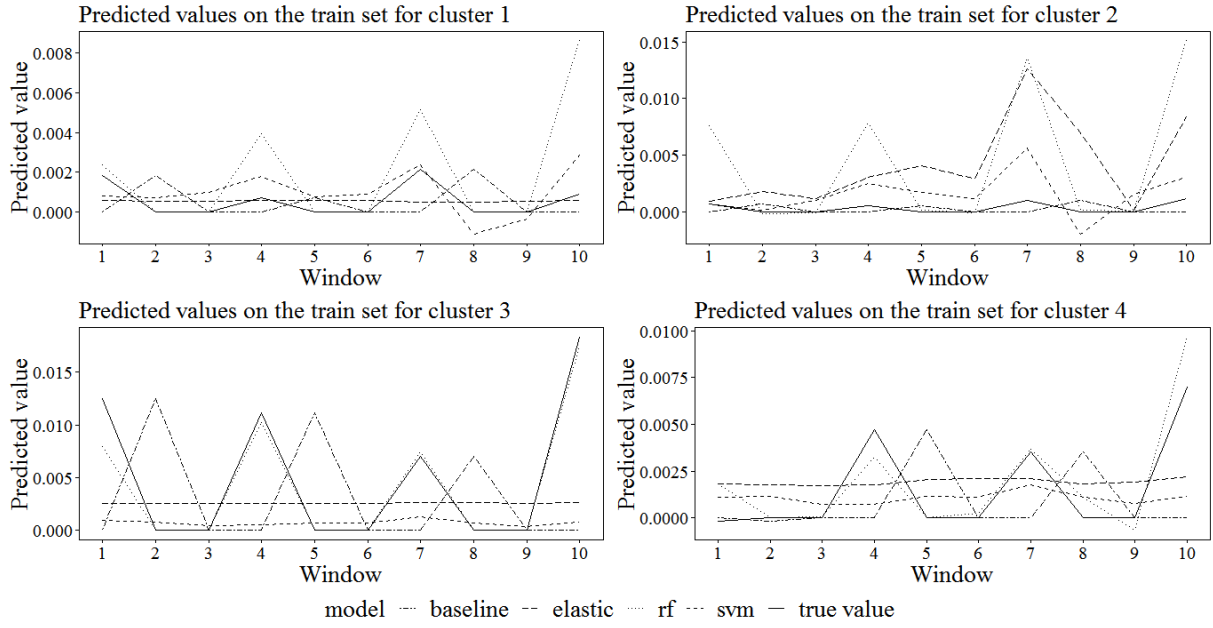 Predicted values on the train set for cluster 1
Predicted value
0.008
0.006
0.004
0.002
0.000
1 2 3 4 5 6 7 8 9 10
Window
Predicted values on the train set for cluster 2
Predicted value
0.015
0.010
0.005
0.000
1 2 3 4 5 6 7 8 9 10
Window
Predicted values on the train set for cluster 3
Predicted value
0.015
0.010
0.005
0.000
1 2 3 4 5 6 7 8 9 10
Window
Predicted values on the train set for cluster 4
Predicted value
0.0100
0.0075
0.0050
0.0025
0.0000
1 2 3 4 5 6 7 8 9 10
Window
model baseline elastic rf svm true value